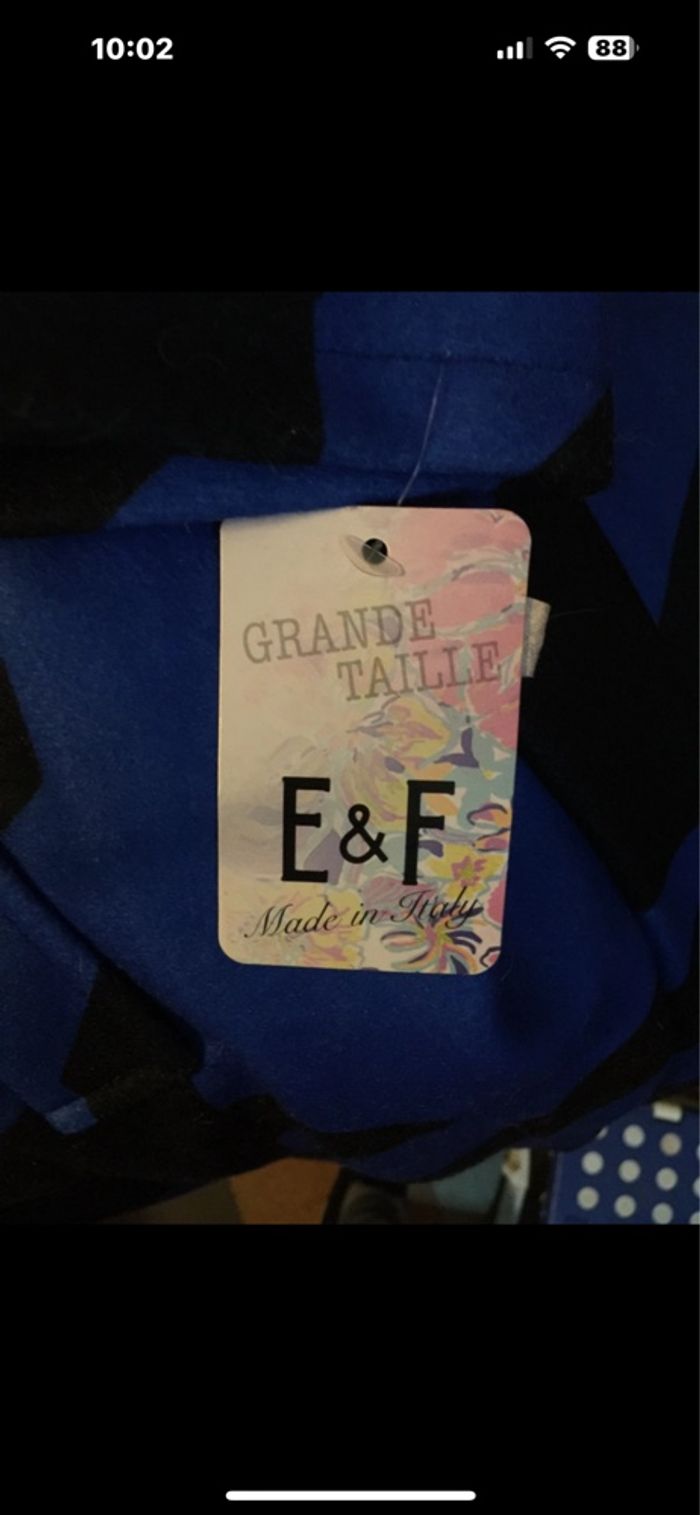 10:02
88
GRANDE
TAILLE
E&F
Made in Italy